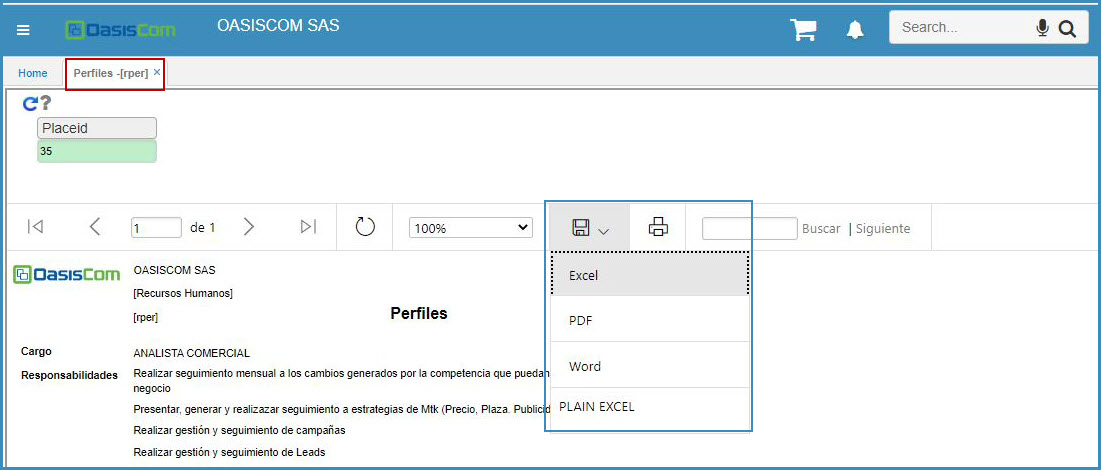 OasisCom
OASISCOM SAS
Search...
Home
Perfiles -[rper] ×
?
Placeid
35
1 de 1
100%
Buscar | Siguiente
Excel
PDF
Word
PLAIN EXCEL
OasisCom
OASISCOM SAS
[Recursos Humanos]
[rper]
Perfiles
Cargo ANALISTA COMERCIAL
Responsabilidades Realizar seguimiento mensual a los cambios generados por la competencia que puedan
negocio
Presentar, generar y realizazar seguimiento a estrategias de Mtk (Precio, Plaza. Publicid
Realizar gestión y seguimiento de campañas
Realizar gestión y seguimiento de Leads